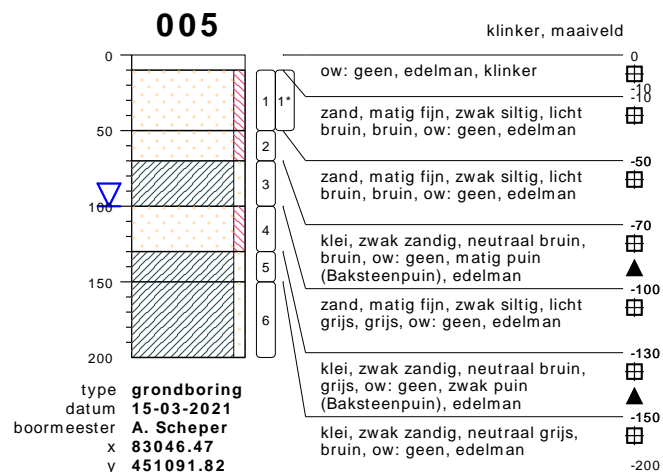 005
klinker, maaiveld
0
50
100
150
200
1
1*
2
3
4
5
6
0
ow: geen, edelman, klinker
-10
-10
zand, matig fijn, zwak siltig, licht
bruin, bruin, ow: geen, edelman
-50
zand, matig fijn, zwak siltig, licht
bruin, bruin, ow: geen, edelman
-70
klei, zwak zandig, neutraal bruin,
bruin, ow: geen, matig puin
(Baksteenpuin), edelman
-100
zand, matig fijn, zwak siltig, licht
grijs, grijs, ow: geen, edelman
-130
klei, zwak zandig, neutraal bruin,
grijs, ow: geen, zwak puin
(Baksteenpuin), edelman
-150
klei, zwak zandig, neutraal grijs,
bruin, ow: geen, edelman
-200
type grondboring
datum 15-03-2021
boormeester A. Scheper
x 83046.47
y 451091.82